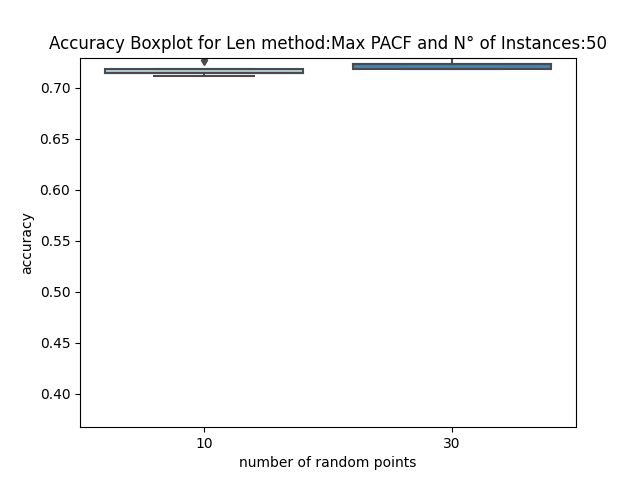 Accuracy Boxplot for Len method:Max PACF and N° of Instances:50
0.70
0.65
0.60
0.55
0.50
0.45
0.40
accuracy
10 30
number of random points